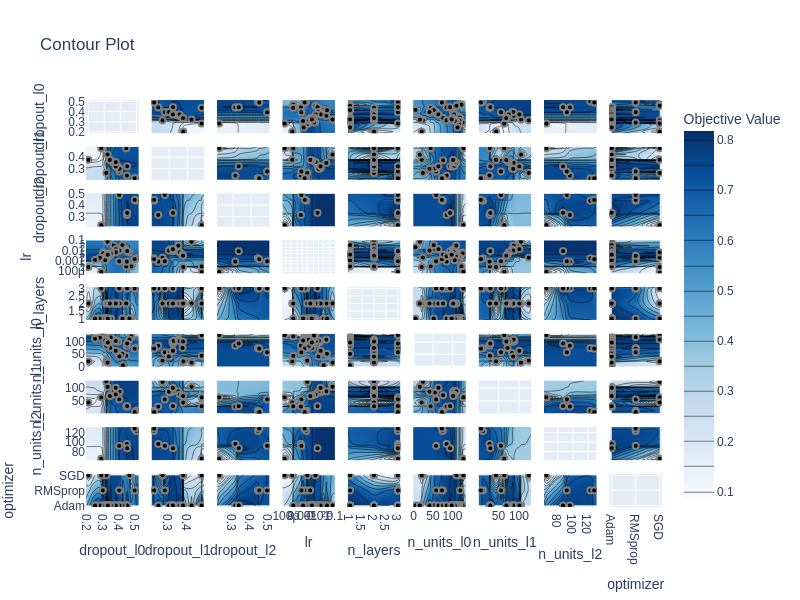 Contour Plot
Objective Value
0.8
0.7
0.6
0.5
0.4
0.3
0.2
0.1
dropout_l0
0.5
0.4
0.3
0.2
dropout_l1
0.4
0.3
dropout_l2
0.5
0.4
0.3
lr
0.1
0.01
0.001
100μ
n_layers
3
2.5
2
1.5
1
n_units_l0
100
50
0
n_units_l1
100
50
n_units_l2
120
100
80
optimizer
SGD
RMSprop
Adam
0.2 0.3 0.4 0.5
0.3 0.4
0.3 0.4 0.5
0.1
1 2 3
0 50 100
50 100
80 100 120
Adam RMSprop SGD
dropout_l0 dropout_l1 dropout_l2 lr n_layers n_units_l0 n_units_l1 n_units_l2 optimizer